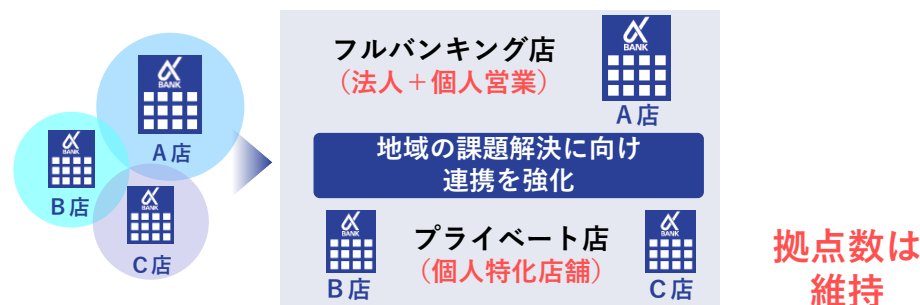 α
BANK
A店
α
BANK
B店
α
BANK
C店
フルバンキング店
（法人＋個人営業）
α
BANK
A店
地域の課題解決に向け
連携を強化
α
BANK
B店
プライベート店
（個人特化店舗）
α
BANK
C店
拠点数は
維持